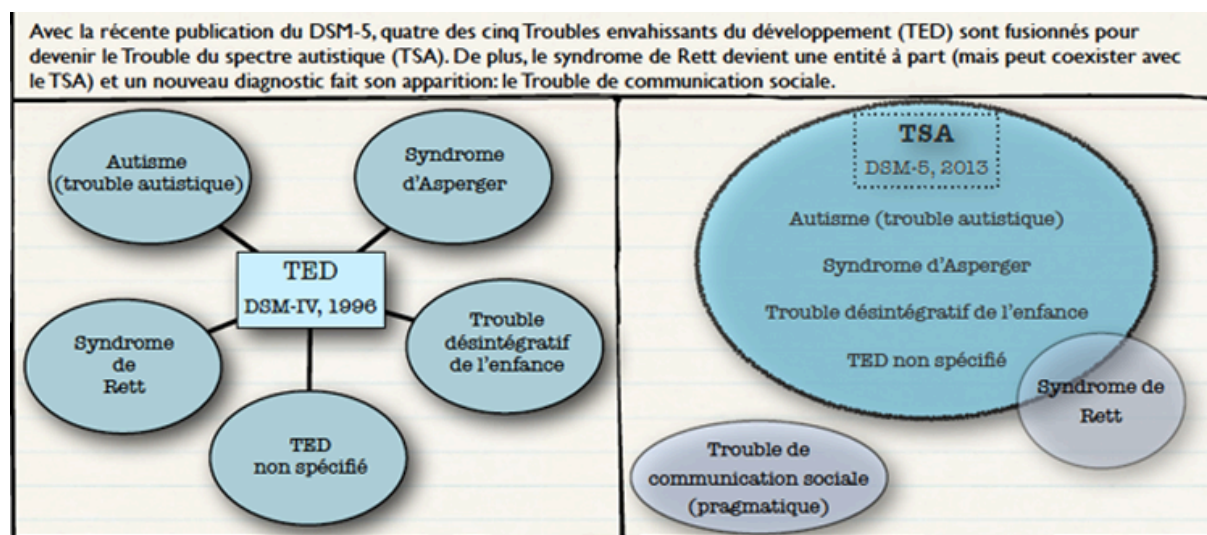 Avec la récente publication du DSM-5, quatre des cinq Troubles envahissants du développement (TED) sont fusionnés pour
devenir le Trouble du spectre autistique (TSA). De plus, le syndrome de Rett devient une entité à part (mais peut coexister avec
le TSA) et un nouveau diagnostic fait son apparition: le Trouble de communication sociale.
Autisme
(trouble autistique)
Syndrome
d'Asperger
TED
DSM-IV, 1996
Syndrome
de
Rett
Trouble
désintégratif
de l'enfance
TED
non spécifié
TSA
DSM-5, 2013
Autisme (trouble autistique)
Syndrome d'Asperger
Trouble désintégratif de l'enfance
TED non spécifié
Syndrome de
Rett
Trouble de
communication sociale
(pragmatique)